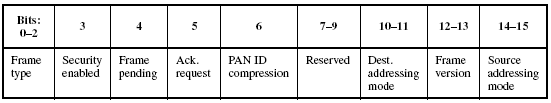 Bits:
0–2
3
4
5
6
7–9
10–11
12–13
14–15
Frame
type
Security
enabled
Frame
pending
Ack.
request
PAN ID
compression
Reserved
Dest.
addressing
mode
Frame
version
Source
addressing
mode